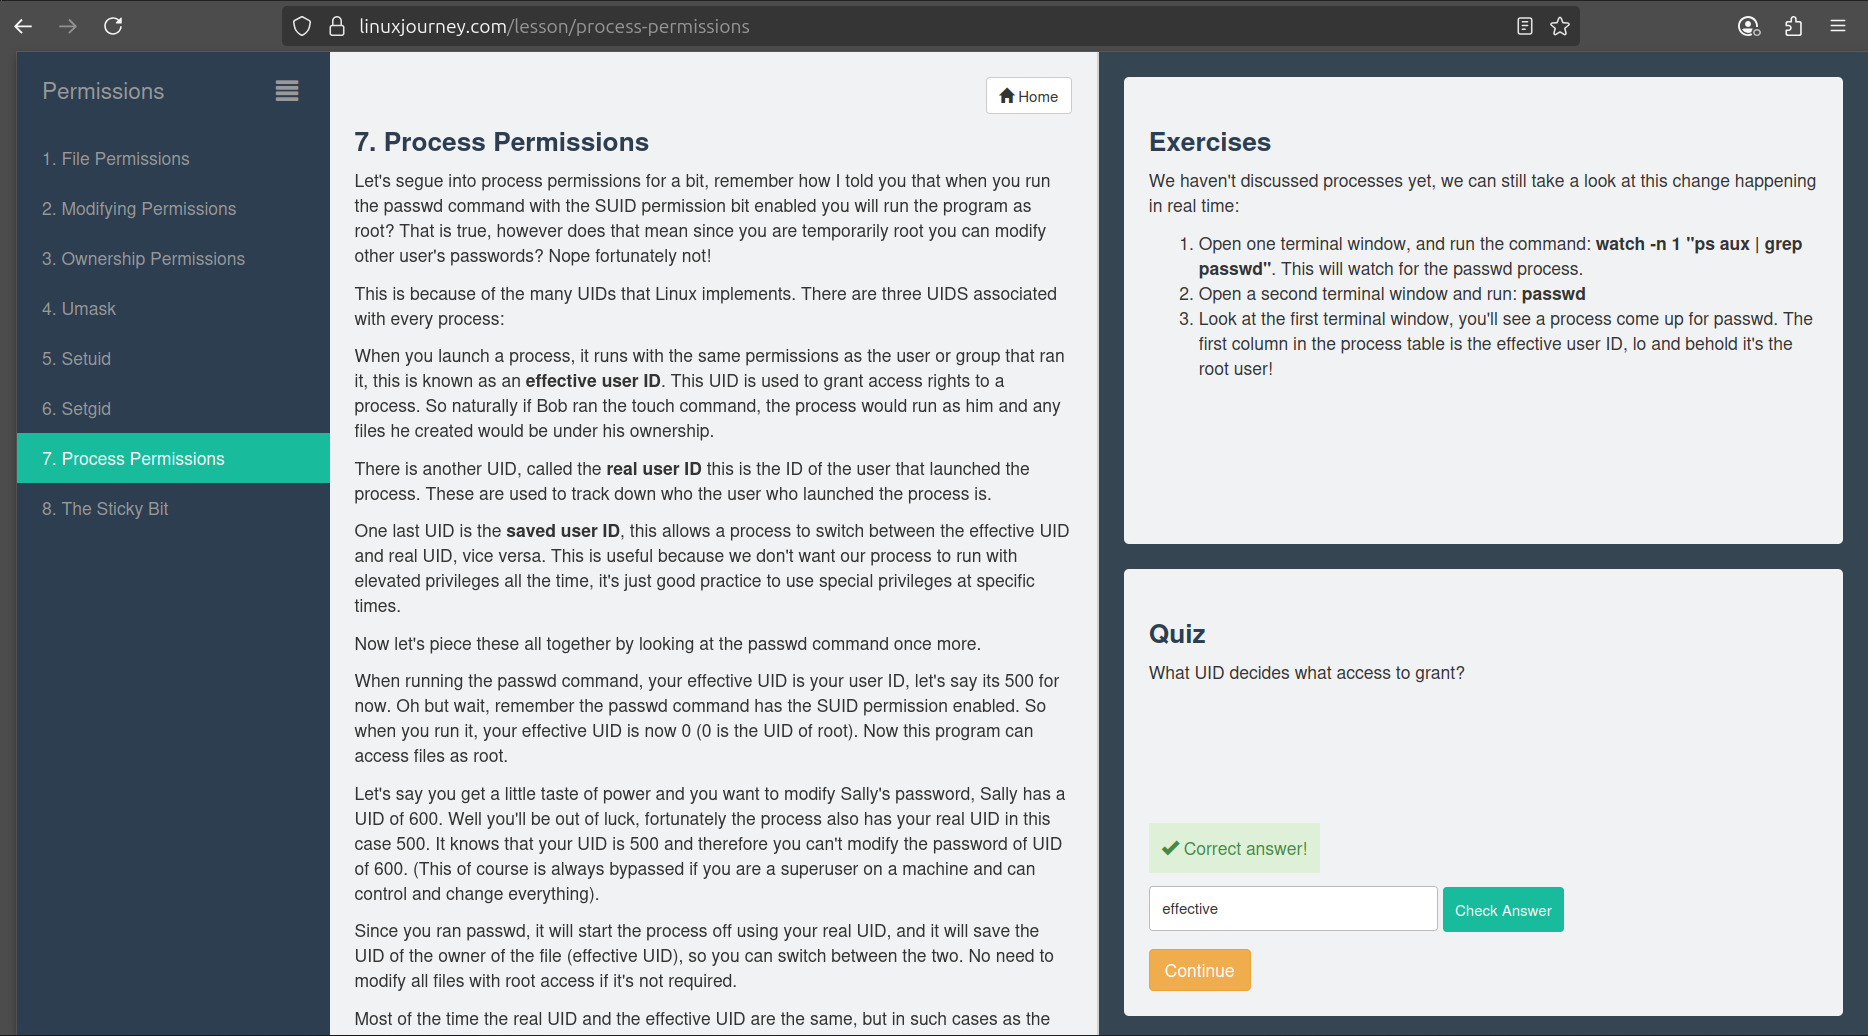 linuxjourney.com/lesson/process-permissions
Permissions
1. File Permissions
2. Modifying Permissions
3. Ownership Permissions
4. Umask
5. Setuid
6. Setgid
7. Process Permissions
8. The Sticky Bit
Home
7. Process Permissions
Let's segue into process permissions for a bit, remember how I told you that when you run
the passwd command with the SUID permission bit enabled you will run the program as
root? That is true, however does that mean since you are temporarily root you can modify
other user's passwords? Nope fortunately not!
This is because of the many UIDs that Linux implements. There are three UIDS associated
with every process:
When you launch a process, it runs with the same permissions as the user or group that ran
it, this is known as an effective user ID. This UID is used to grant access rights to a
process. So naturally if Bob ran the touch command, the process would run as him and any
files he created would be under his ownership.
There is another UID, called the real user ID this is the ID of the user that launched the
process. These are used to track down who the user who launched the process is.
One last UID is the saved user ID, this allows a process to switch between the effective UID
and real UID, vice versa. This is useful because we don't want our process to run with
elevated privileges all the time, it's just good practice to use special privileges at specific
times.
Now let's piece these all together by looking at the passwd command once more.
When running the passwd command, your effective UID is your user ID, let's say its 500 for
now. Oh but wait, remember the passwd command has the SUID permission enabled. So
when you run it, your effective UID is now 0 (0 is the UID of root). Now this program can
access files as root.
Let's say you get a little taste of power and you want to modify Sally's password, Sally has a
UID of 600. Well you'll be out of luck, fortunately the process also has your real UID in this
case 500. It knows that your UID is 500 and therefore you can't modify the password of UID
of 600. (This of course is always bypassed if you are a superuser on a machine and can
control and change everything).
Since you ran passwd, it will start the process off using your real UID, and it will save the
UID of the owner of the file (effective UID), so you can switch between the two. No need to
modify all files with root access if it's not required.
Most of the time the real UID and the effective UID are the same, but in such cases as the
Exercises
We haven't discussed processes yet, we can still take a look at this change happening
in real time:
1. Open one terminal window, and run the command: watch -n 1 "ps aux | grep
passwd". This will watch for the passwd process.
2. Open a second terminal window and run: passwd
3. Look at the first terminal window, you'll see a process come up for passwd. The
first column in the process table is the effective user ID, lo and behold it's the
root user!
Quiz
What UID decides what access to grant?
Correct answer!
effective
Check Answer
Continue